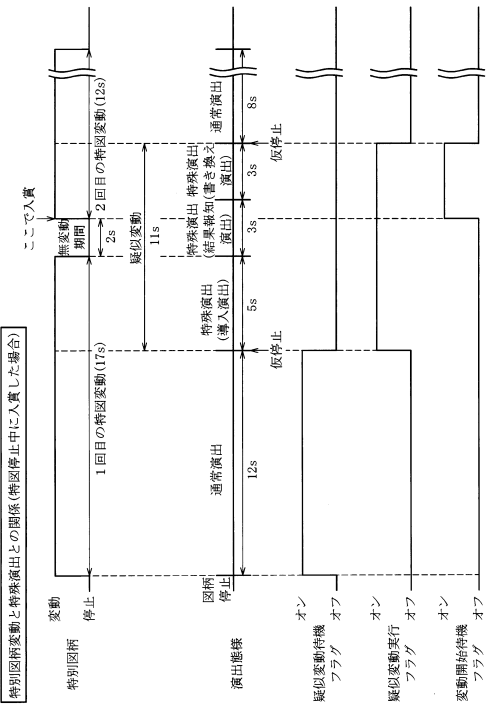 特別図柄変動と特殊演出との関係(特図停止中に入賞した場合)
ここで入賞
変動
停止
特別図柄
1回目の特図変動(17s)
無変動
期間
2s
2回目の特図変動(12s)
疑似変動
11s
図柄
停止
演出態様
通常演出
12s
特殊演出
(導入演出)
5s
特殊演出
(結果報知
演出)
3s
特殊演出
(書き換え
演出)
3s
通常演出
8s
仮停止
仮停止
オン
オフ
疑似変動待機
フラグ
オン
オフ
疑似変動実行
フラグ
オン
オフ
変動開始待機
フラグ